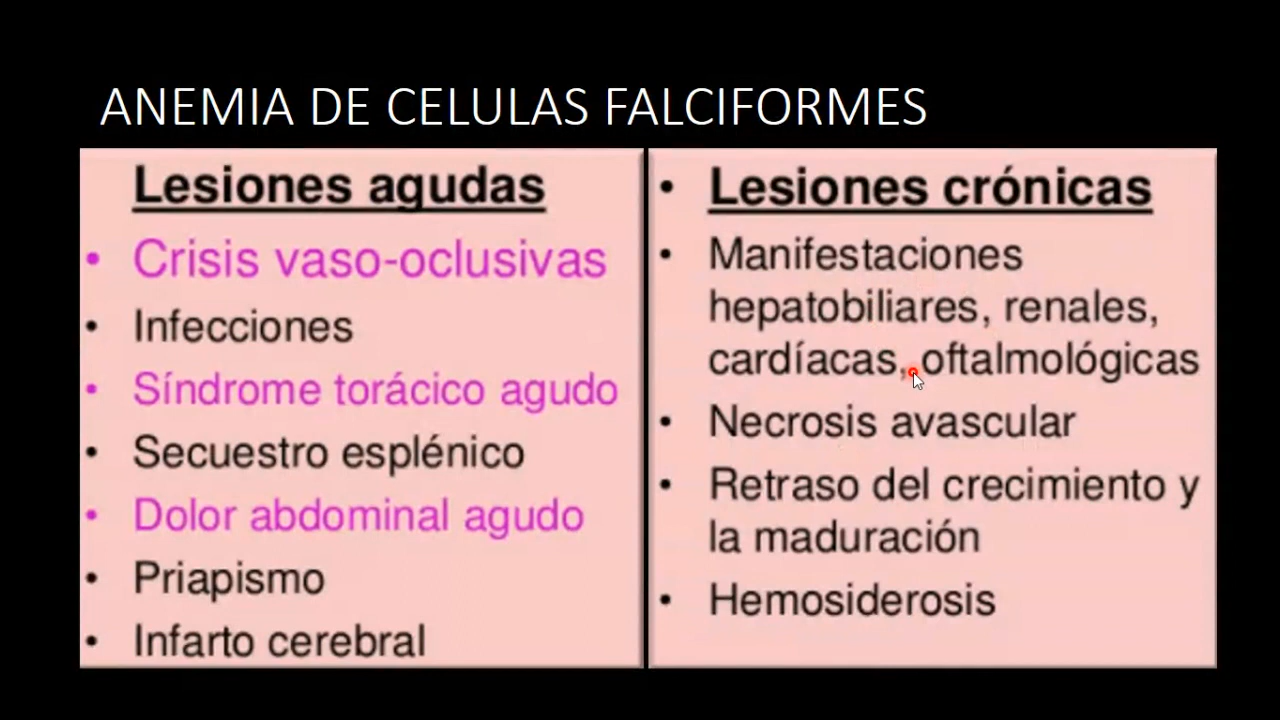 ANEMIA DE CELULAS FALCIFORMES
Lesiones agudas
• Crisis vaso-oclusivas
• Infecciones
• Síndrome torácico agudo
• Secuestro esplénico
• Dolor abdominal agudo
• Priapismo
• Infarto cerebral
• Lesiones crónicas
• Manifestaciones
hepatobiliares, renales,
cardíacas, oftalmológicas
• Necrosis avascular
• Retraso del crecimiento y
la maduración
• Hemosiderosis